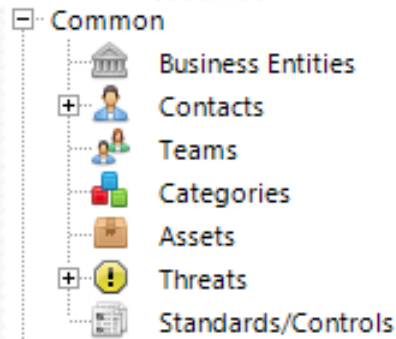 Common
Business Entities
Contacts
Teams
Categories
Assets
Threats
Standards/Controls